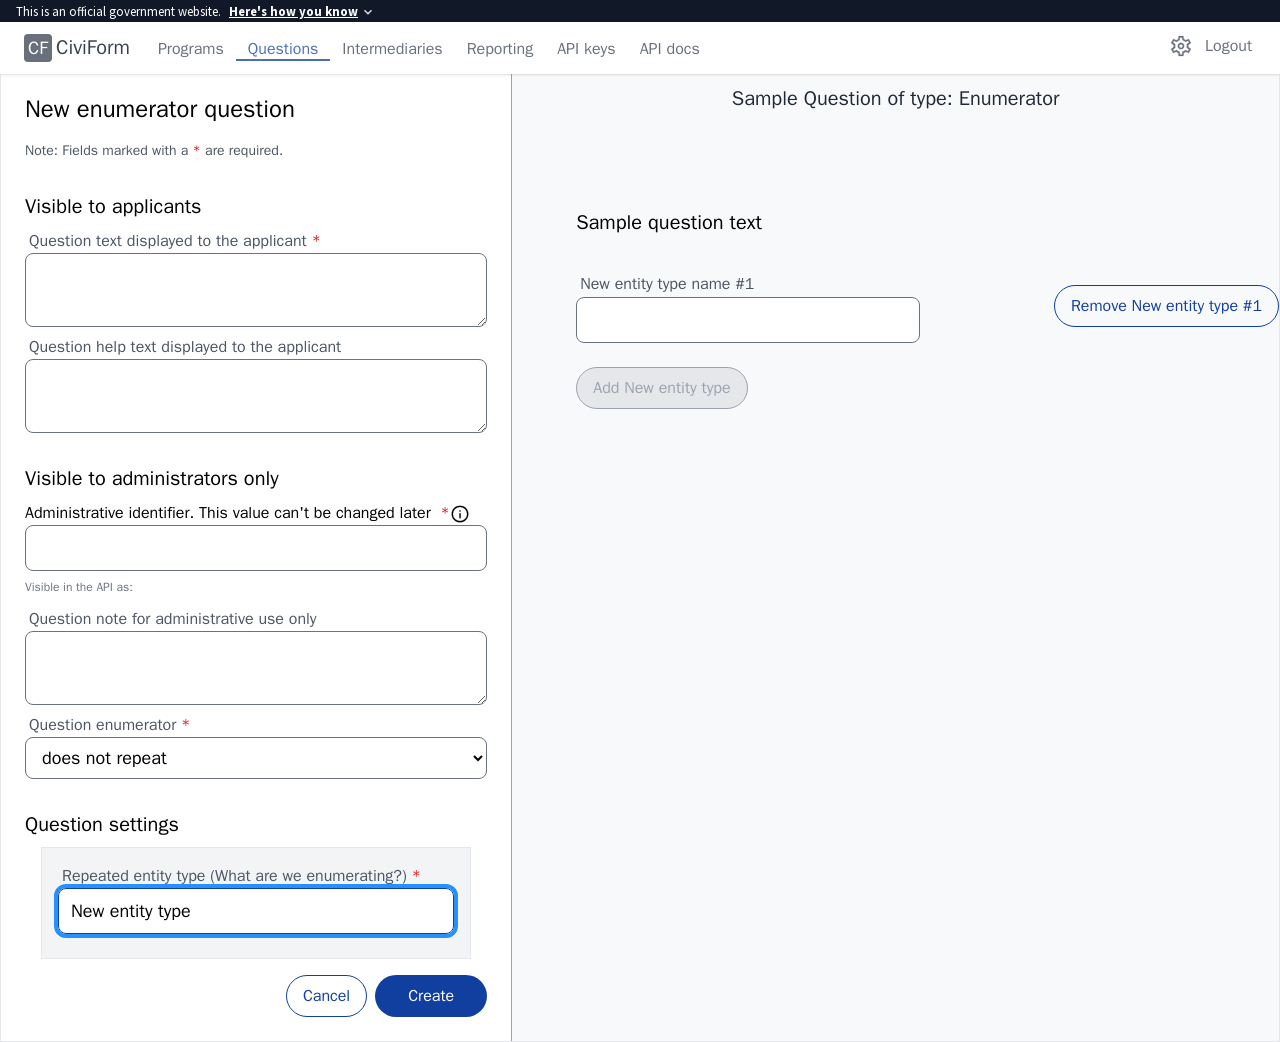 This is an official government website. Here's how you know
CF CiviForm Programs Questions Intermediaries Reporting API keys API docs Logout
New enumerator question
Note: Fields marked with a * are required.
Visible to applicants
Question text displayed to the applicant *
Question help text displayed to the applicant
Visible to administrators only
Administrative identifier. This value can't be changed later *
Visible in the API as:
Question note for administrative use only
Question enumerator *
does not repeat
Question settings
Repeated entity type (What are we enumerating?) *
New entity type
Cancel Create
Sample Question of type: Enumerator
Sample question text
New entity type name #1
Remove New entity type #1
Add New entity type